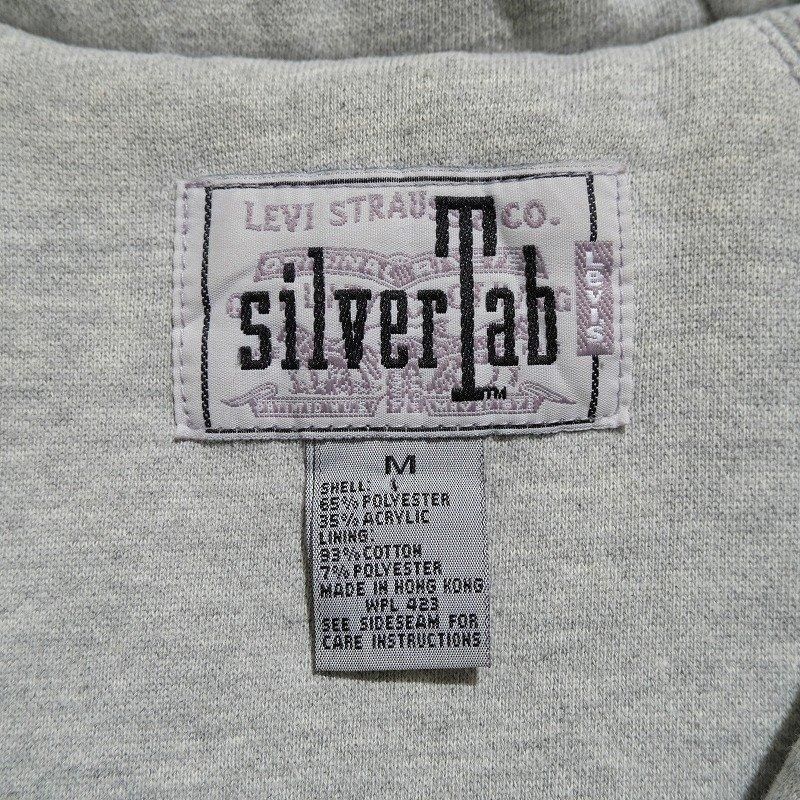 LEVI STRAUSS CO.
silverTab
TM
LEVI'S
M
SHELL:
65% POLYESTER
35% ACRYLIC
LINING:
93% COTTON
7% POLYESTER
MADE IN HONG KONG
WPL 423
SEE SIDESEAM FOR
CARE INSTRUCTIONS